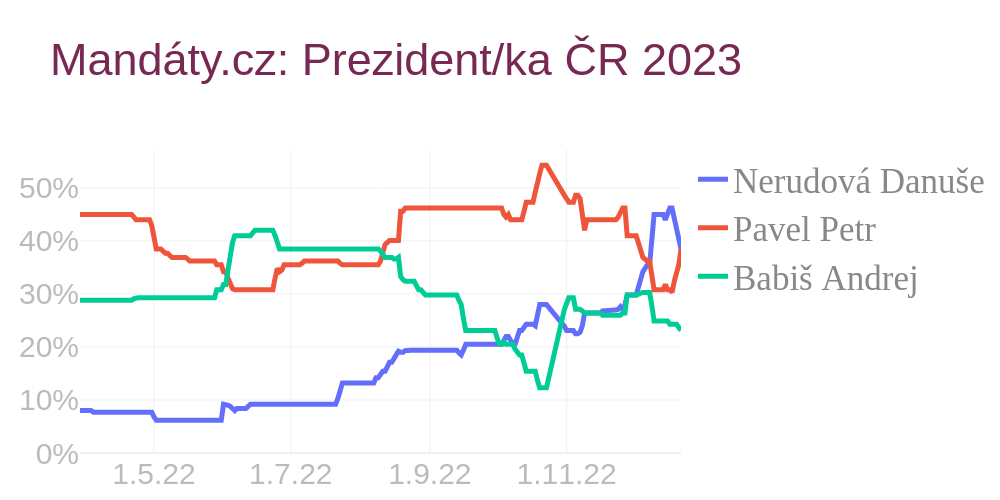 Mandáty.cz: Prezident/ka ČR 2023
Nerudová Danuše
Pavel Petr
Babiš Andrej
50%
40%
30%
20%
10%
0%
1.5.22 1.7.22 1.9.22 1.11.22